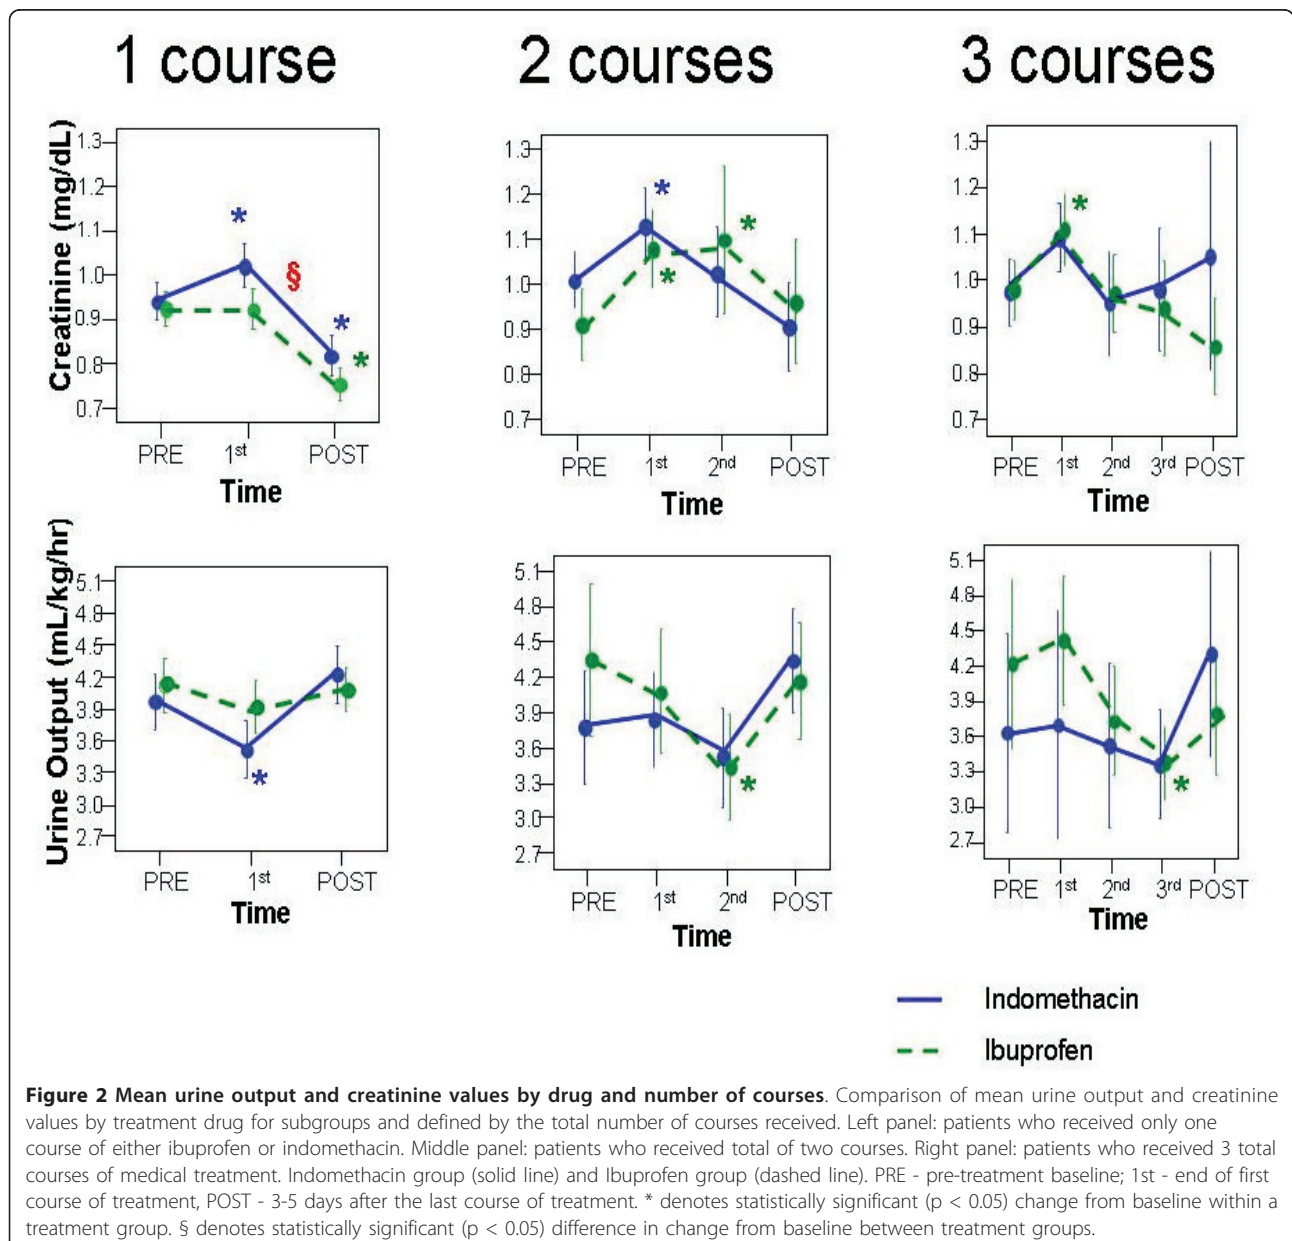 1 course
2 courses
3 courses
Creatinine (mg/dL)
1.3
1.2
1.1
1.0
0.9
0.8
0.7
PRE
1st
POST
Time
1.3
1.2
1.1
1.0
0.9
0.8
0.7
PRE
1st
2nd
POST
Time
1.3
1.2
1.1
1.0
0.9
0.8
0.7
PRE
1st
2nd
3rd
POST
Time
*
§
*
*
*
*
*
*
Urine Output (mL/kg/hr)
5.1
4.8
4.5
4.2
3.9
3.6
3.3
3.0
2.7
*
PRE
1st
POST
Time
5.1
4.8
4.5
4.2
3.9
3.6
3.3
3.0
2.7
*
PRE
1st
2nd
POST
Time
5.1
4.8
4.5
4.2
3.9
3.6
3.3
3.0
2.7
*
PRE
1st
2nd
3rd
POST
Time
Indomethacin
Ibuprofen
Figure 2 Mean urine output and creatinine values by drug and number of courses. Comparison of mean urine output and creatinine
values by treatment drug for subgroups and defined by the total number of courses received. Left panel: patients who received only one
course of either ibuprofen or indomethacin. Middle panel: patients who received total of two courses. Right panel: patients who received 3 total
courses of medical treatment. Indomethacin group (solid line) and Ibuprofen group (dashed line). PRE - pre-treatment baseline; 1st - end of first
course of treatment, POST - 3-5 days after the last course of treatment. * denotes statistically significant (p < 0.05) change from baseline within a
treatment group. § denotes statistically significant (p < 0.05) difference in change from baseline between treatment groups.